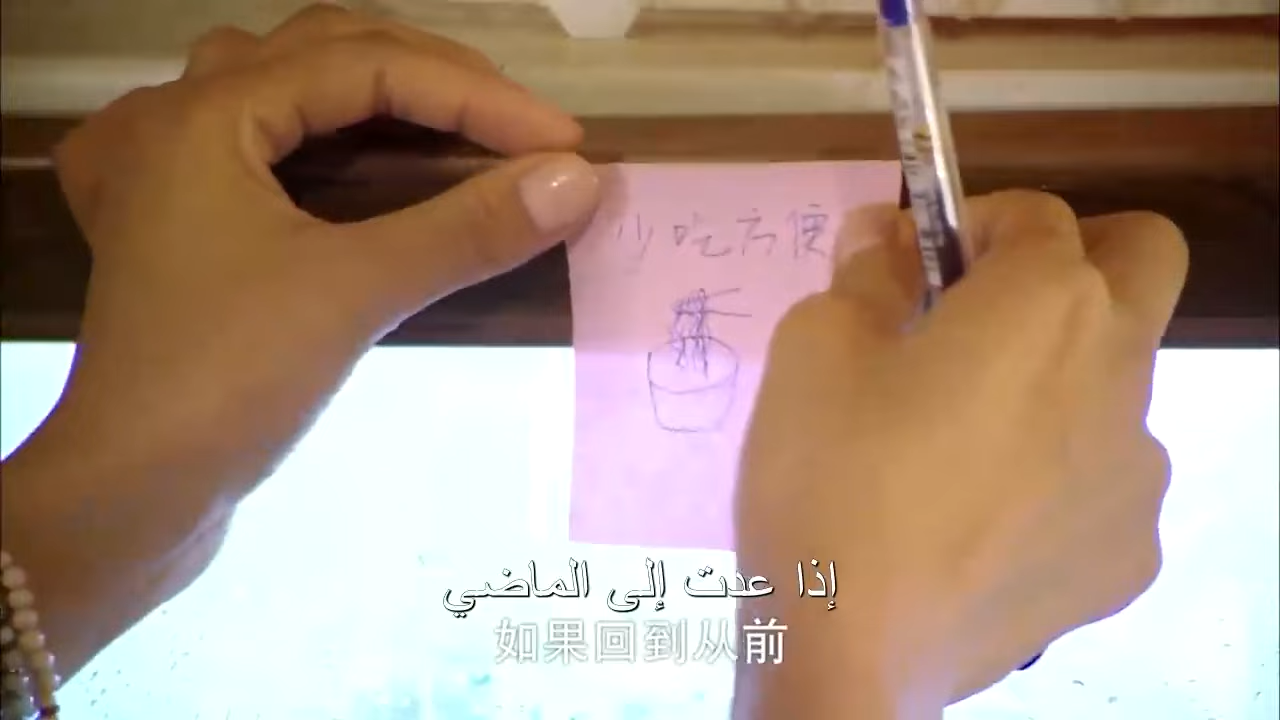 少吃方便
إذا عدت إلى الماضي
如果回到从前